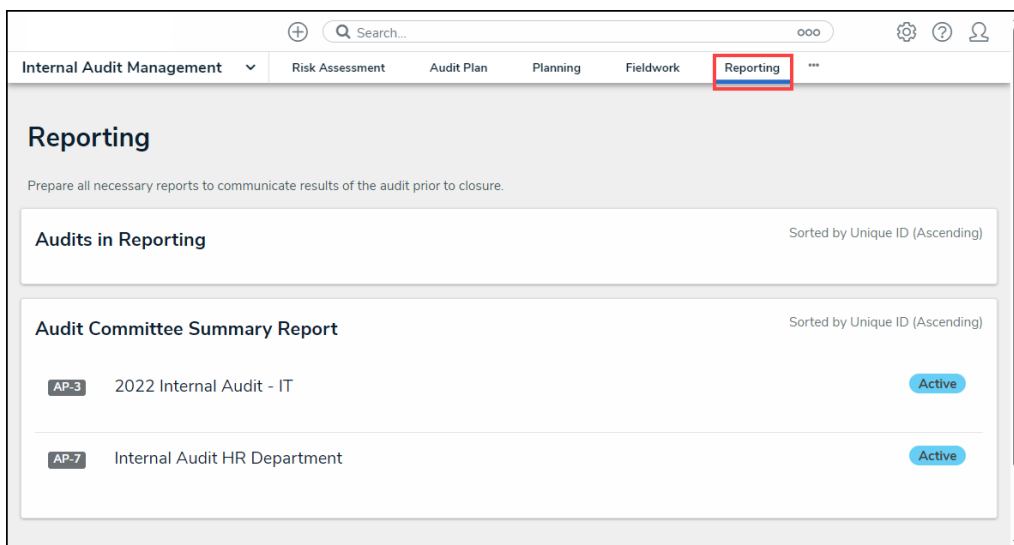 Search...
Internal Audit Management Risk Assessment Audit Plan Planning Fieldwork Reporting
Reporting
Prepare all necessary reports to communicate results of the audit prior to closure.
Audits in Reporting Sorted by Unique ID (Ascending)
Audit Committee Summary Report Sorted by Unique ID (Ascending)
AP-3 2022 Internal Audit - IT Active
AP-7 Internal Audit HR Department Active